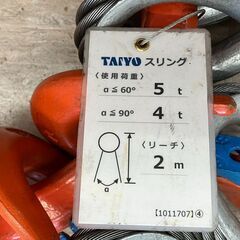 TAIYO スリング
〈使用荷重〉
α≦60° 5 t
α≦90° 4 t
〈リーチ〉
2 m
α
【1011707】④